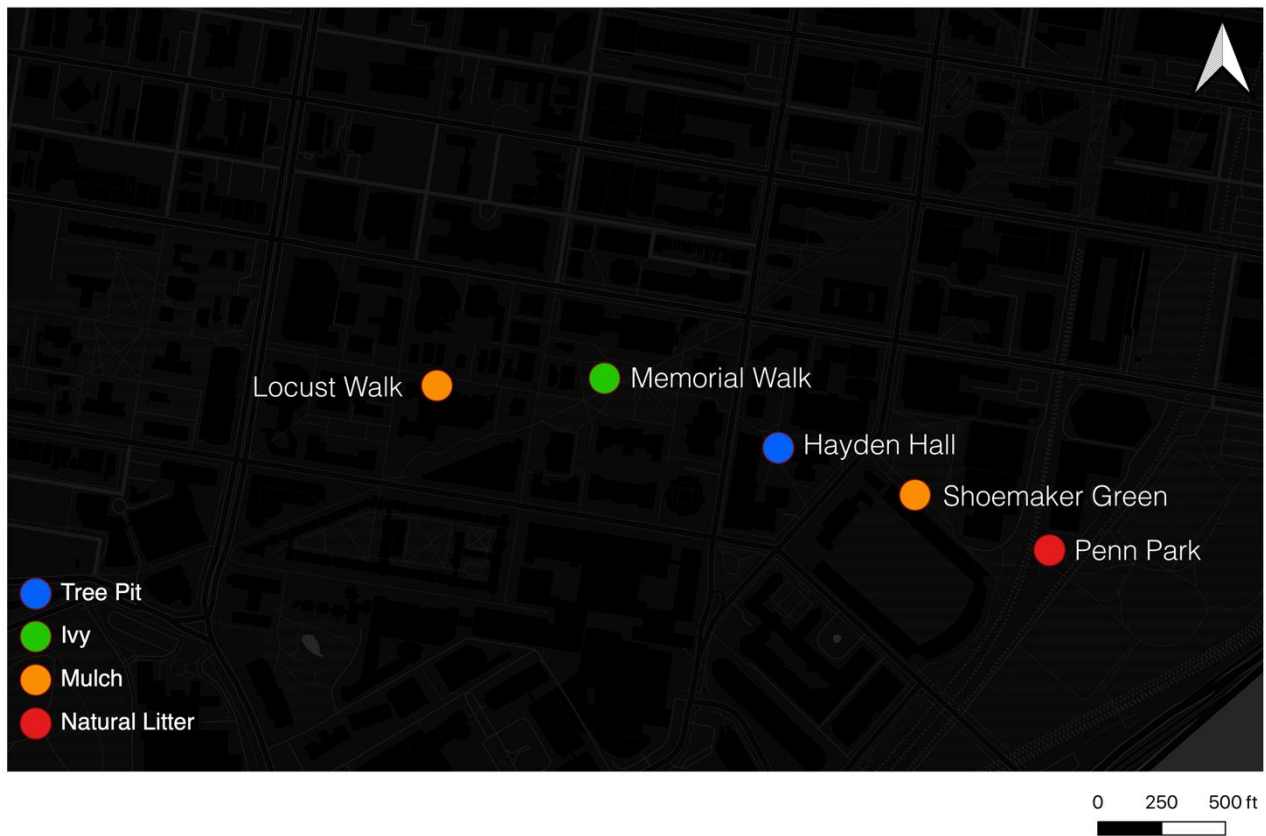 Locust Walk
Memorial Walk
Hayden Hall
Shoemaker Green
Penn Park
Tree Pit
Ivy
Mulch
Natural Litter
0 250 500 ft